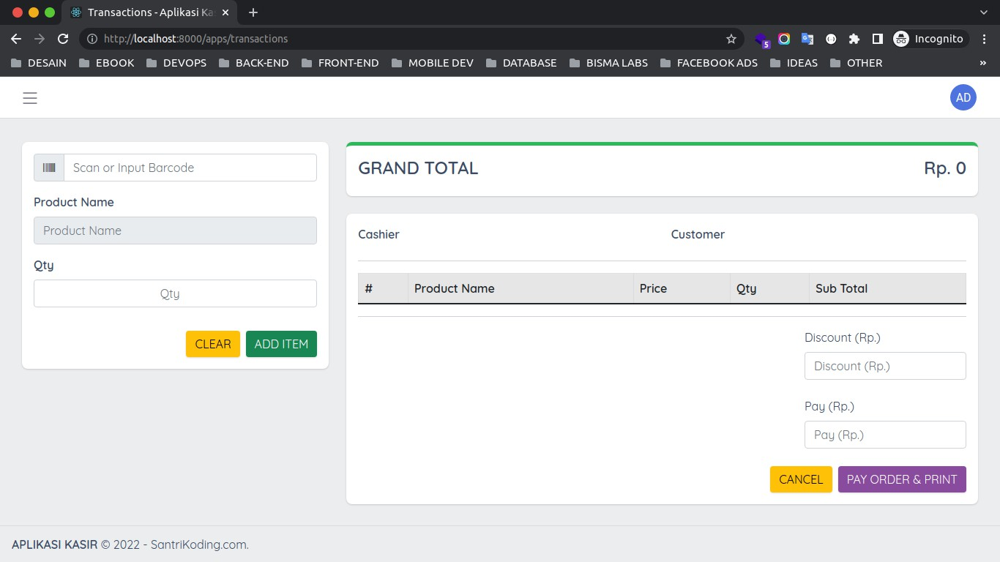 Transactions - Aplikasi Ka
http://localhost:8000/apps/transactions
5
Incognito
DESAIN EBOOK DEVOPS BACK-END FRONT-END MOBILE DEV DATABASE BISMA LABS FACEBOOK ADS IDEAS OTHER »
AD
Scan or Input Barcode
Product Name
Product Name
Qty
Qty
CLEAR ADD ITEM
GRAND TOTAL Rp. 0
Cashier Customer
# Product Name Price Qty Sub Total
Discount (Rp.)
Discount (Rp.)
Pay (Rp.)
Pay (Rp.)
CANCEL PAY ORDER & PRINT
APLIKASI KASIR © 2022 - SantriKoding.com.